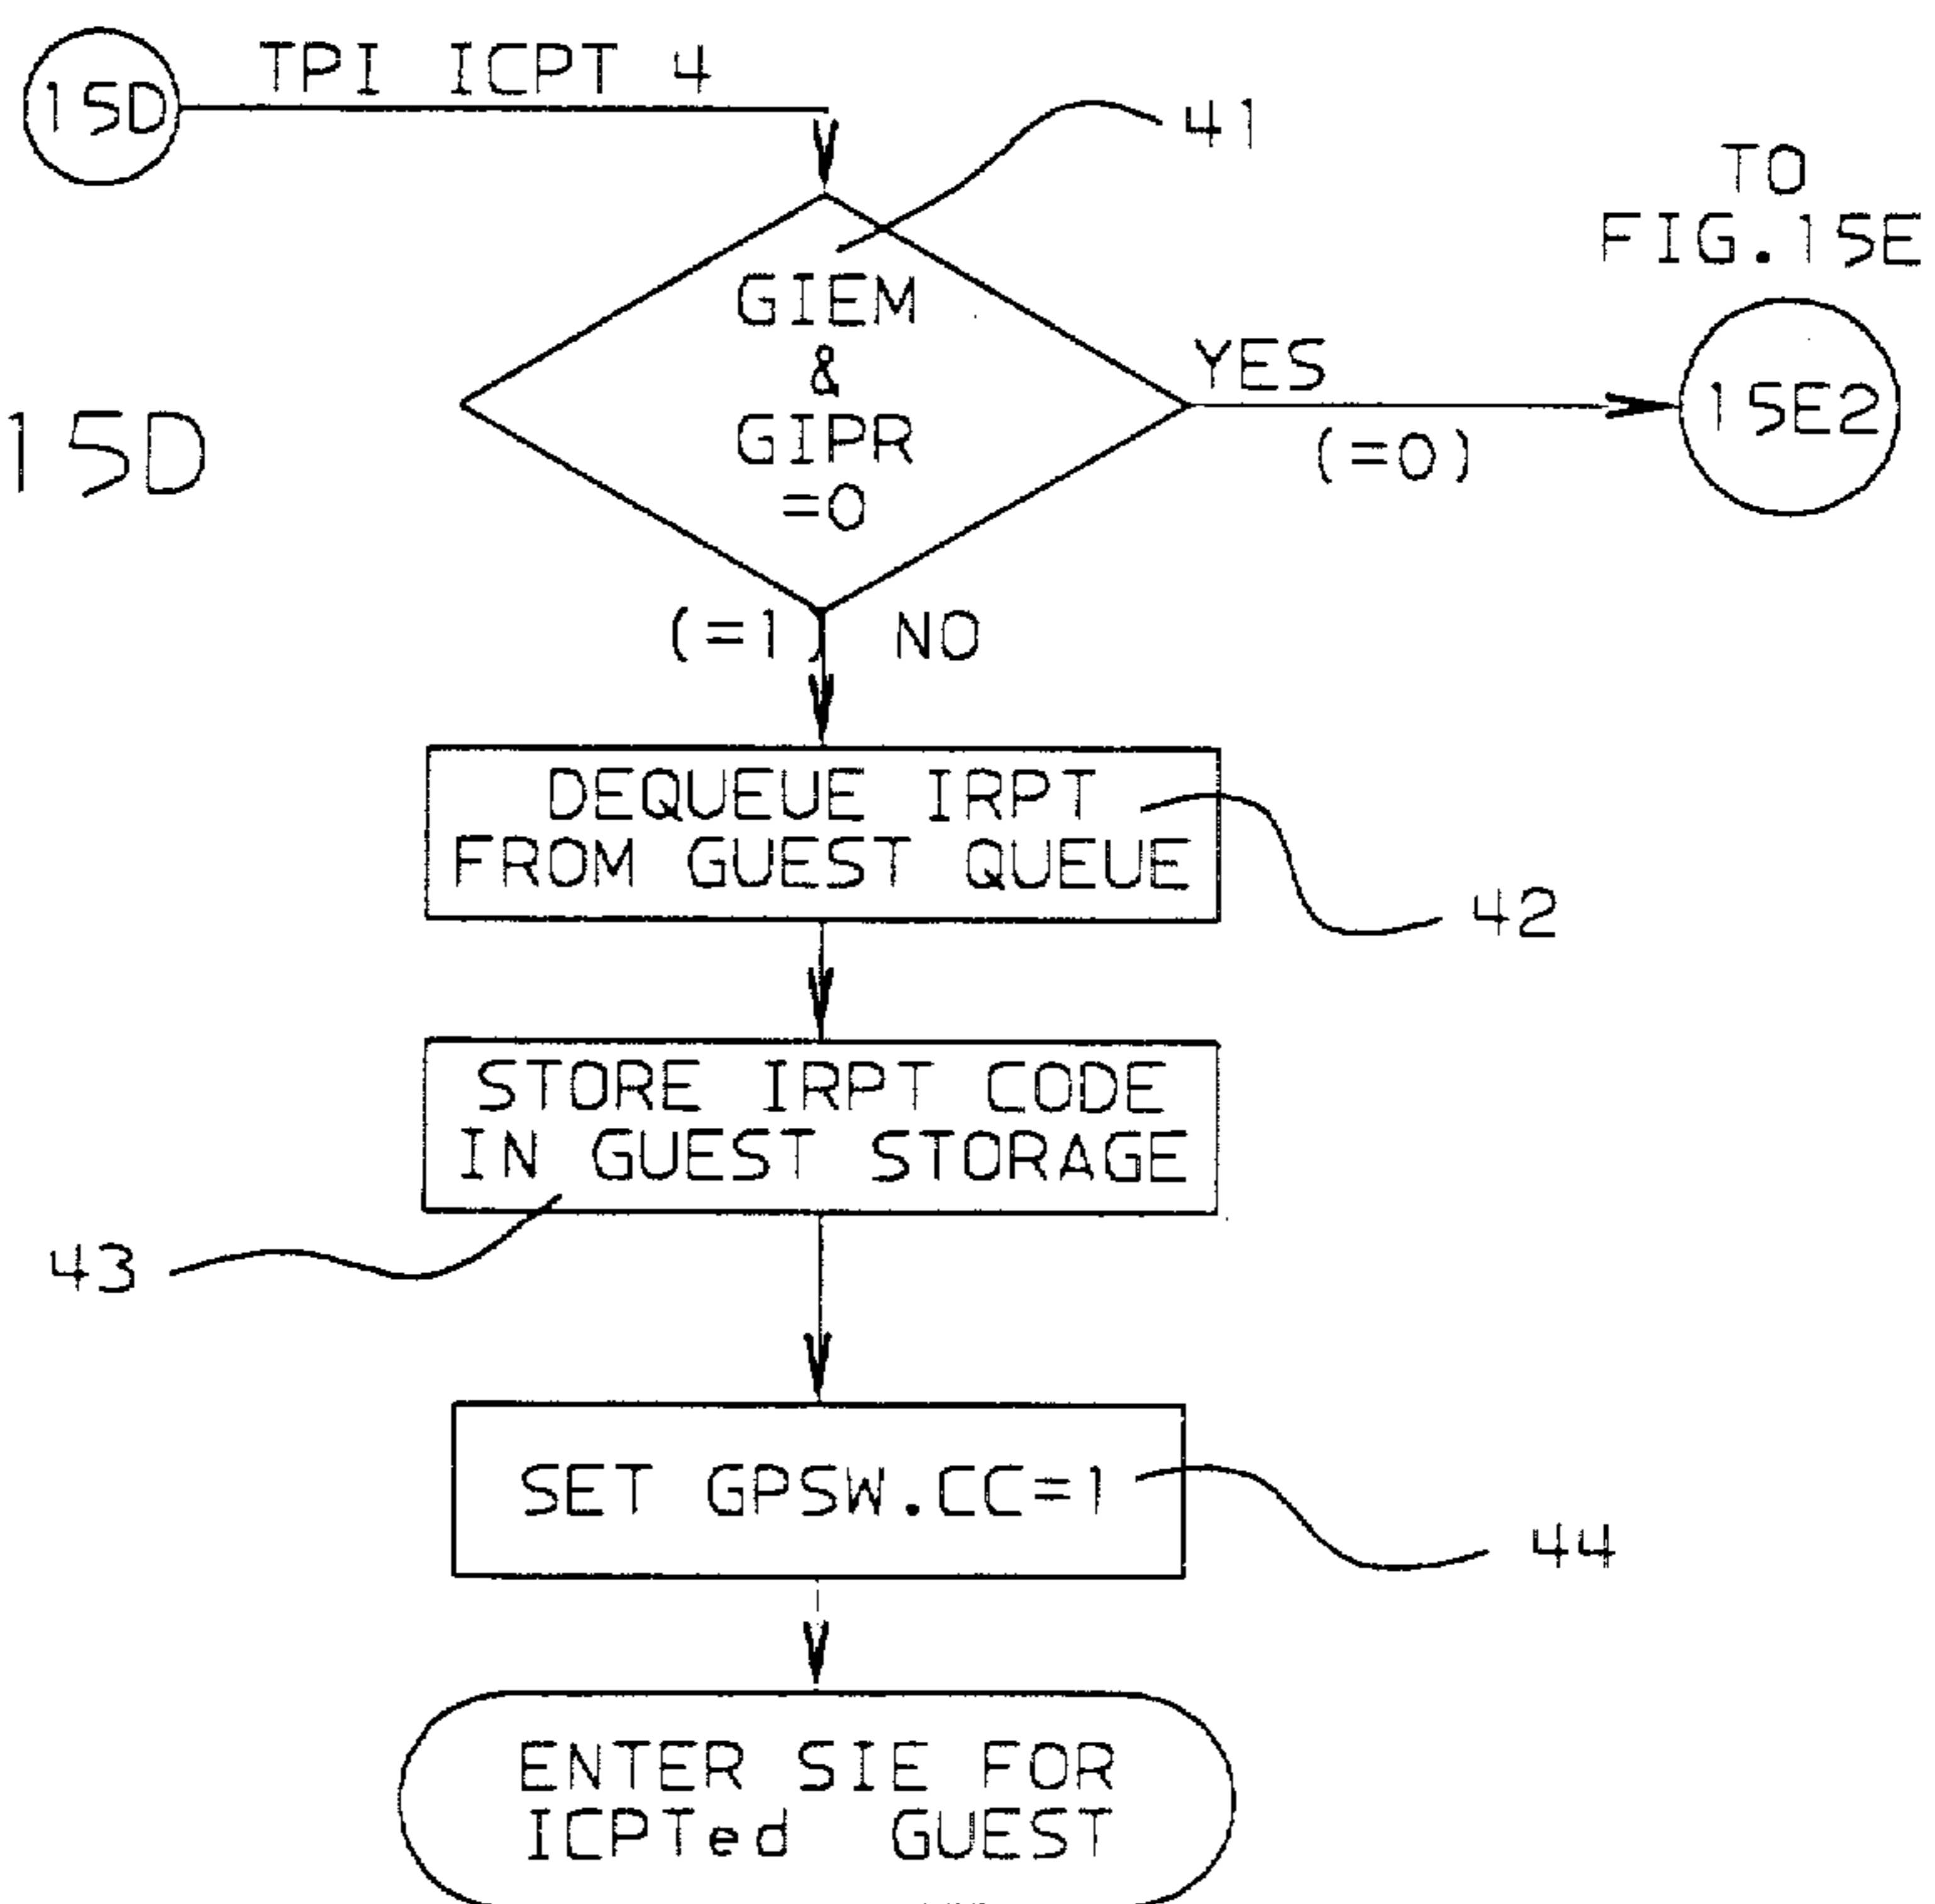 15D
TPI ICPT 4
41
TO
FIG.15E
GIEM
&
GIPR
=0
YES
(=0)
15E2
15D
(=1) NO
DEQUEUE IRPT
FROM GUEST QUEUE
42
STORE IRPT CODE
IN GUEST STORAGE
43
SET GPSW.CC=1
44
ENTER SIE FOR
ICPTed GUEST